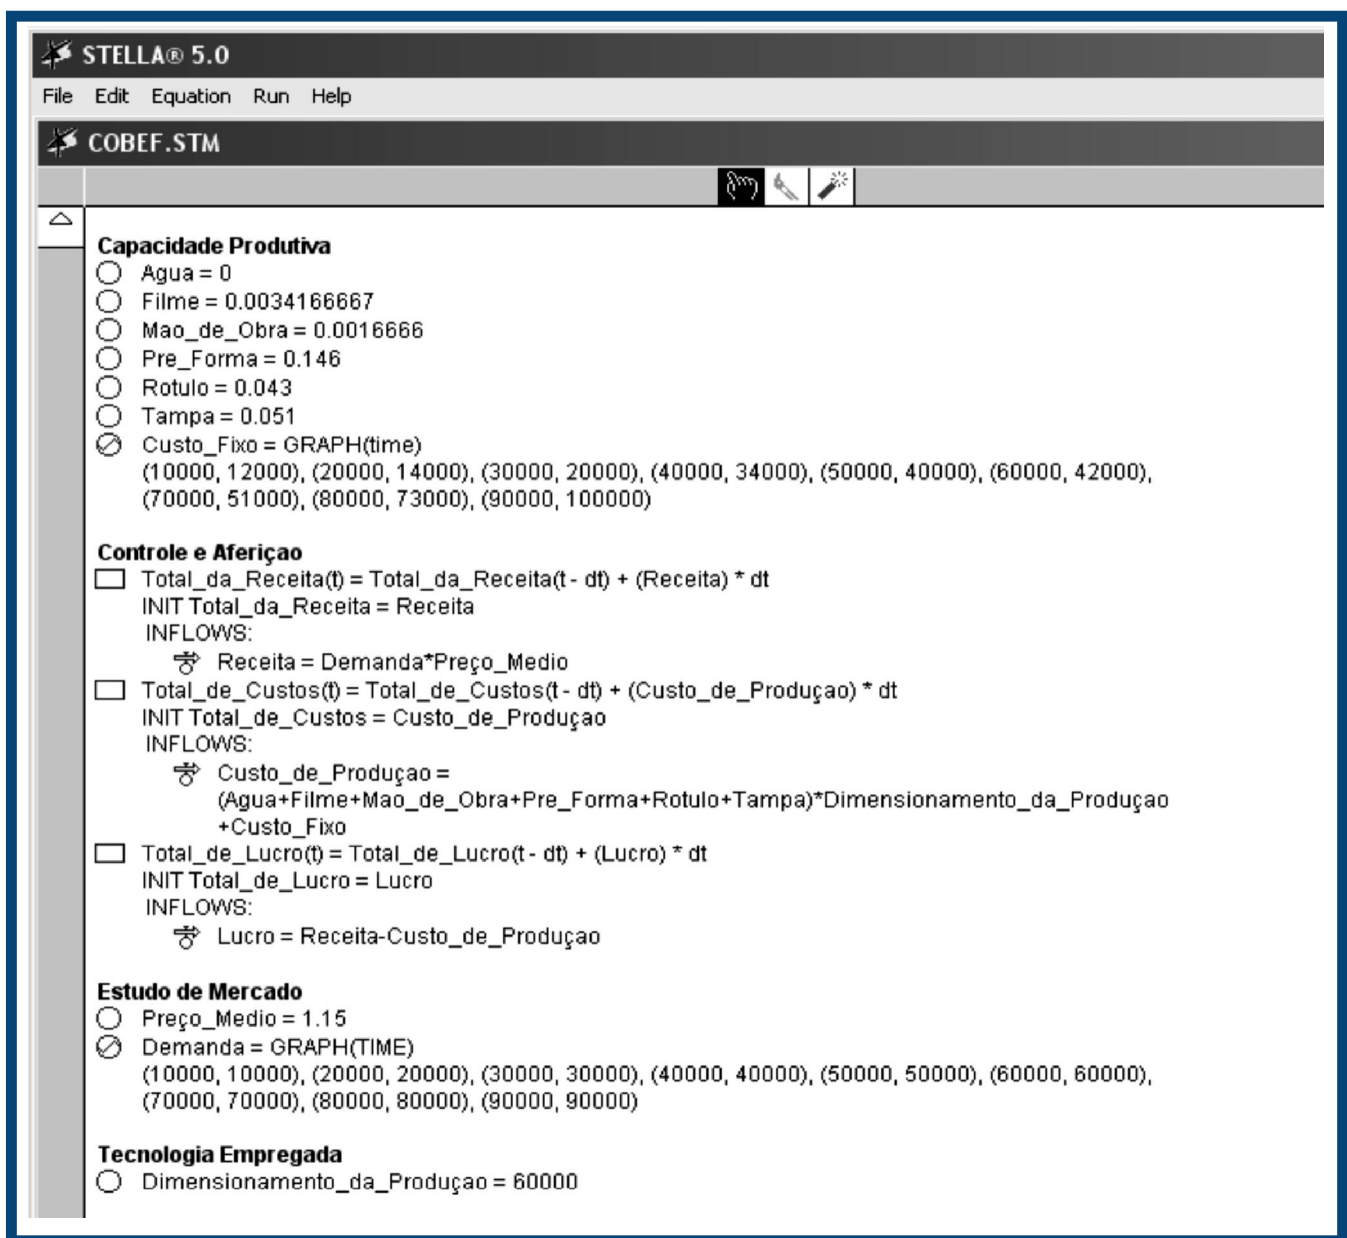 STELLA® 5.0
File Edit Equation Run Help
COBEF.STM
Capacidade Produtiva
Agua = 0
Filme = 0.0034166667
Mao_de_Obra = 0.0016666
Pre_Forma = 0.146
Rotulo = 0.043
Tampa = 0.051
Custo_Fixo = GRAPH(time)
(10000, 12000), (20000, 14000), (30000, 20000), (40000, 34000), (50000, 40000), (60000, 42000),
(70000, 51000), (80000, 73000), (90000, 100000)
Controle e Aferiçao
Total_da_Receita(t) = Total_da_Receita(t - dt) + (Receita) * dt
INIT Total_da_Receita = Receita
INFLOWS:
Receita = Demanda*Preço_Medio
Total_de_Custos(t) = Total_de_Custos(t - dt) + (Custo_de_Produçao) * dt
INIT Total_de_Custos = Custo_de_Produçao
INFLOWS:
Custo_de_Produçao =
(Agua+Filme+Mao_de_Obra+Pre_Forma+Rotulo+Tampa)*Dimensionamento_da_Produçao
+Custo_Fixo
Total_de_Lucro(t) = Total_de_Lucro(t - dt) + (Lucro) * dt
INIT Total_de_Lucro = Lucro
INFLOWS:
Lucro = Receita-Custo_de_Produçao
Estudo de Mercado
Preço_Medio = 1.15
Demanda = GRAPH(TIME)
(10000, 10000), (20000, 20000), (30000, 30000), (40000, 40000), (50000, 50000), (60000, 60000),
(70000, 70000), (80000, 80000), (90000, 90000)
Tecnologia Empregada
Dimensionamento_da_Produçao = 60000